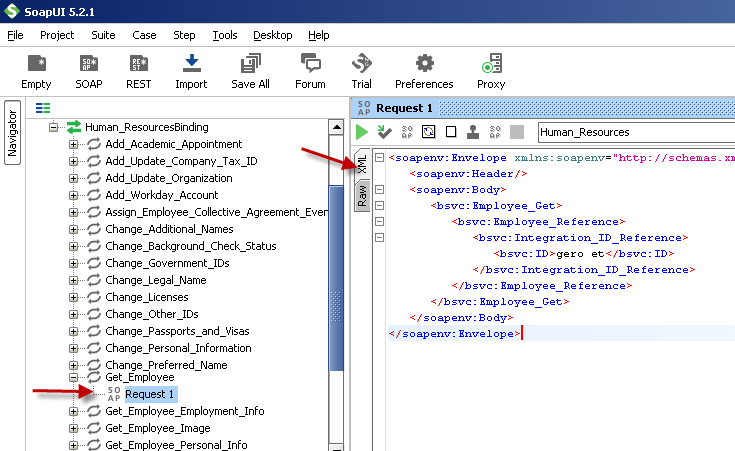 SoapUI 5.2.1
File Project Suite Case Step Tools Desktop Help
Empty SOAP REST Import Save All Forum Trial Preferences Proxy
Navigator
Human_ResourcesBinding
Add_Academic_Appointment
Add_Update_Company_Tax_ID
Add_Update_Organization
Add_Workday_Account
Assign_Employee_Collective_Agreement_Ever
Change_Additional_Names
Change_Background_Check_Status
Change_Government_IDs
Change_Legal_Name
Change_Licenses
Change_Other_IDs
Change_Passports_and_Visas
Change_Personal_Information
Change_Preferred_Name
Get_Employee
SOAP Request 1
Get_Employee_Employment_Info
Get_Employee_Image
Get_Employee_Personal_Info
SOAP Request 1
Human_Resources
XML
Raw
<soapenv:Envelope xmlns:soapenv="http://schemas.xm
<soapenv:Header/>
<soapenv:Body>
<bsvc:Employee_Get>
<bsvc:Employee_Reference>
<bsvc:Integration_ID_Reference>
<bsvc:ID>gero et</bsvc:ID>
</bsvc:Integration_ID_Reference>
</bsvc:Employee_Reference>
</bsvc:Employee_Get>
</soapenv:Body>
</soapenv:Envelope>